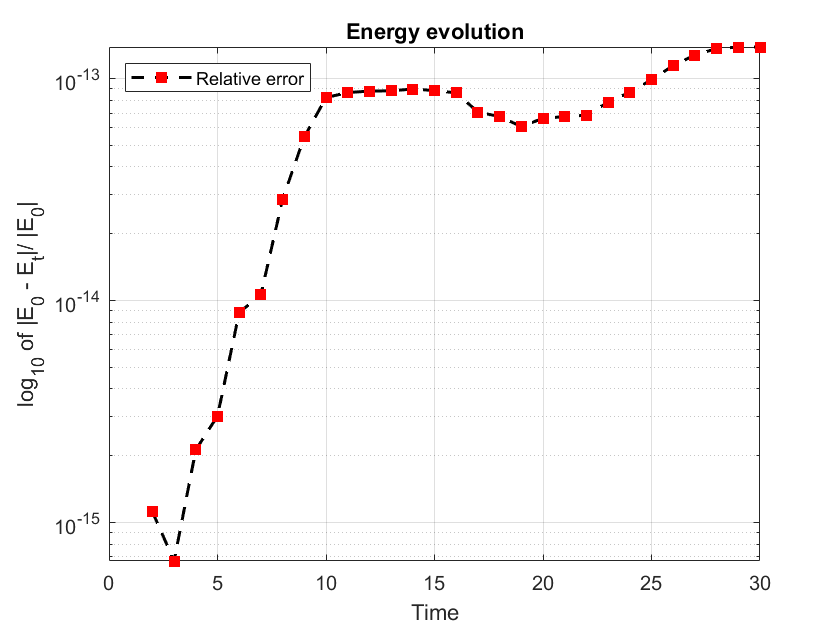 Energy evolution
Relative error
10^-13
10^-14
10^-15
log_10 of |E_0 - E_t|/ |E_0|
0 5 10 15 20 25 30
Time